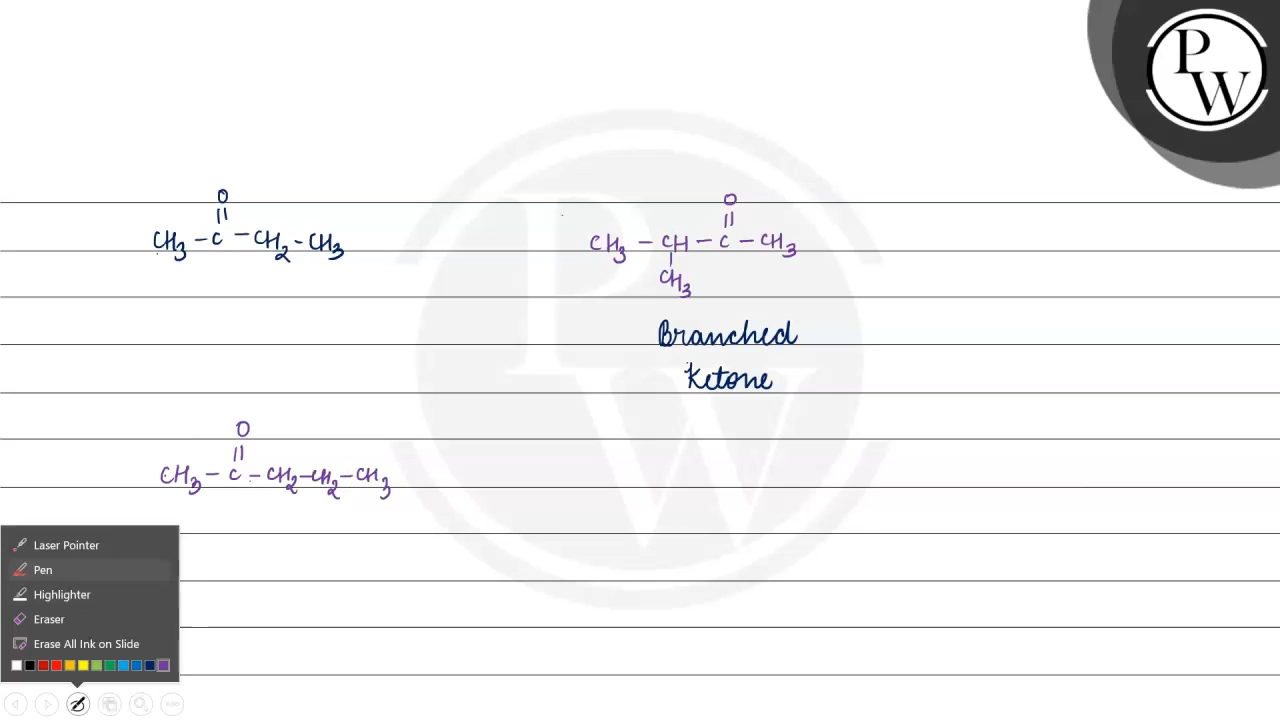 P
W
O
||
CH3 - C - CH2 - CH3
O
||
CH3 - CH - C - CH3
|
CH3
Branched
Ketone
O
||
CH3 - C - CH2 - CH2 - CH3
Laser Pointer
Pen
Highlighter
Eraser
Erase All Ink on Slide
P
W